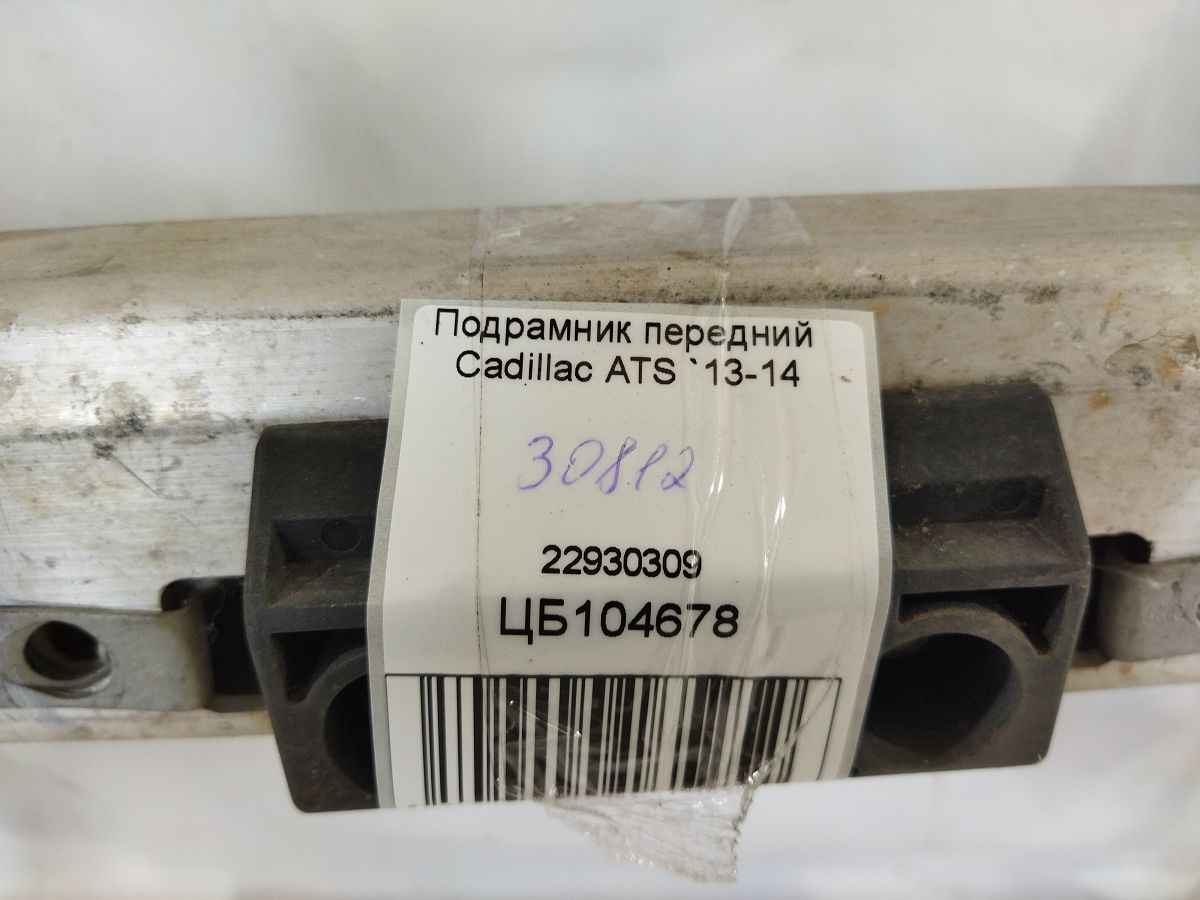 Подрамник передний
Cadillac ATS `13-14
30812
22930309
ЦБ104678